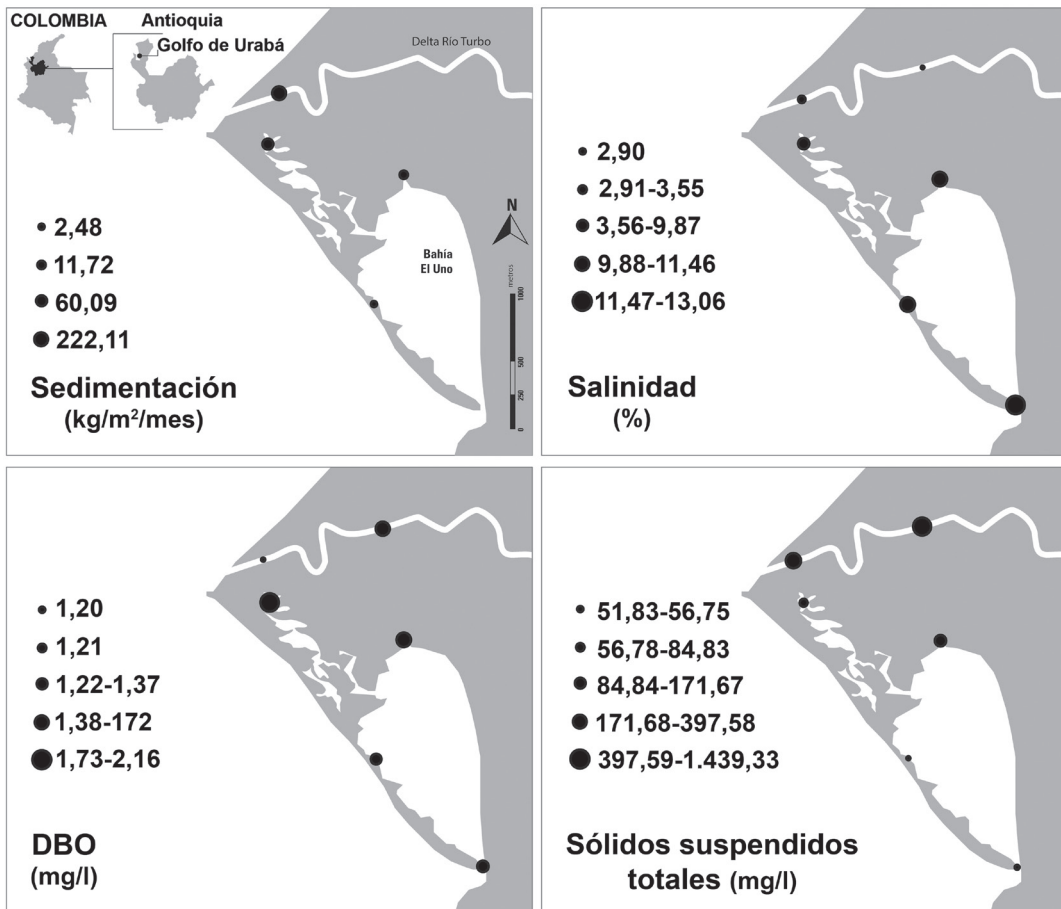 COLOMBIA
Antioquia
Golfo de Urabá
Delta Río Turbo
N
Bahía
El Uno
metros
1000
500
250
0
2,48
11,72
60,09
222,11
Sedimentación
(kg/m²/mes)
2,90
2,91-3,55
3,56-9,87
9,88-11,46
11,47-13,06
Salinidad
(%)
1,20
1,21
1,22-1,37
1,38-172
1,73-2,16
DBO
(mg/l)
51,83-56,75
56,78-84,83
84,84-171,67
171,68-397,58
397,59-1.439,33
Sólidos suspendidos
totales (mg/l)